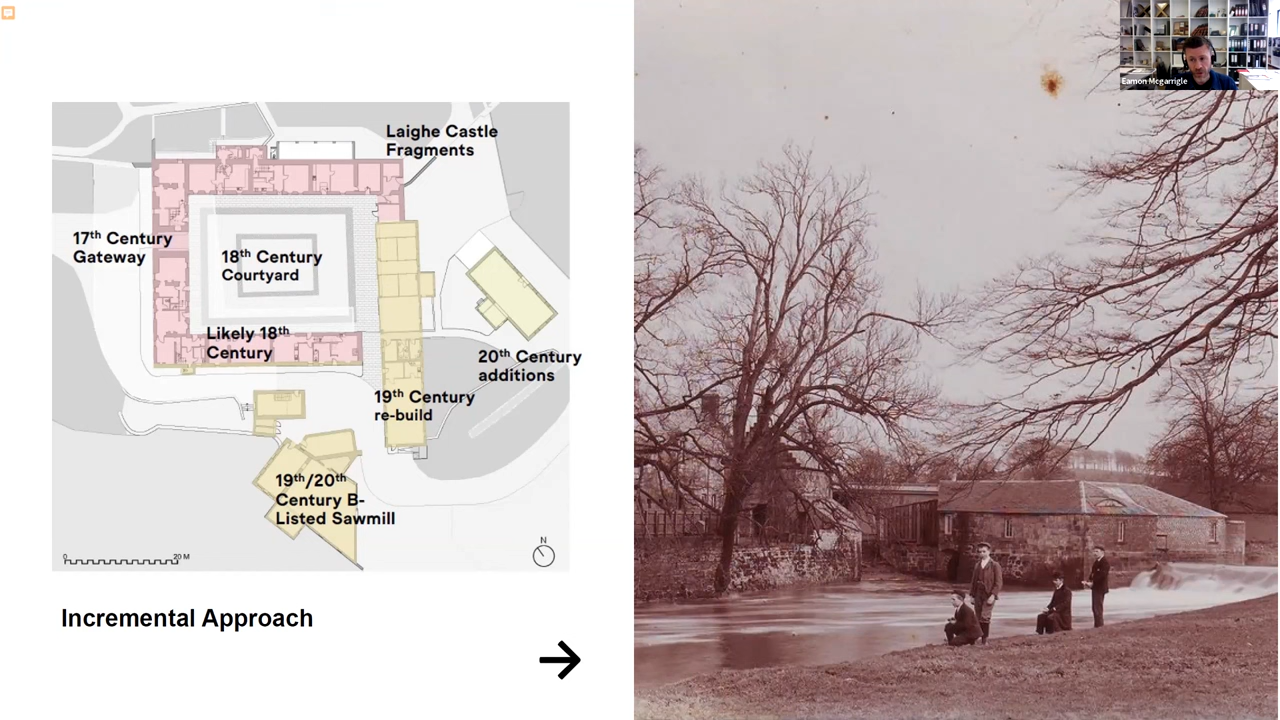 Eamon Mcgarrigle
Laighe Castle
Fragments
17th Century
Gateway
18th Century
Courtyard
Likely 18th
Century
20th Century
additions
19th Century
re-build
19th/20th
Century B-
Listed Sawmill
0
20 M
N
Incremental Approach